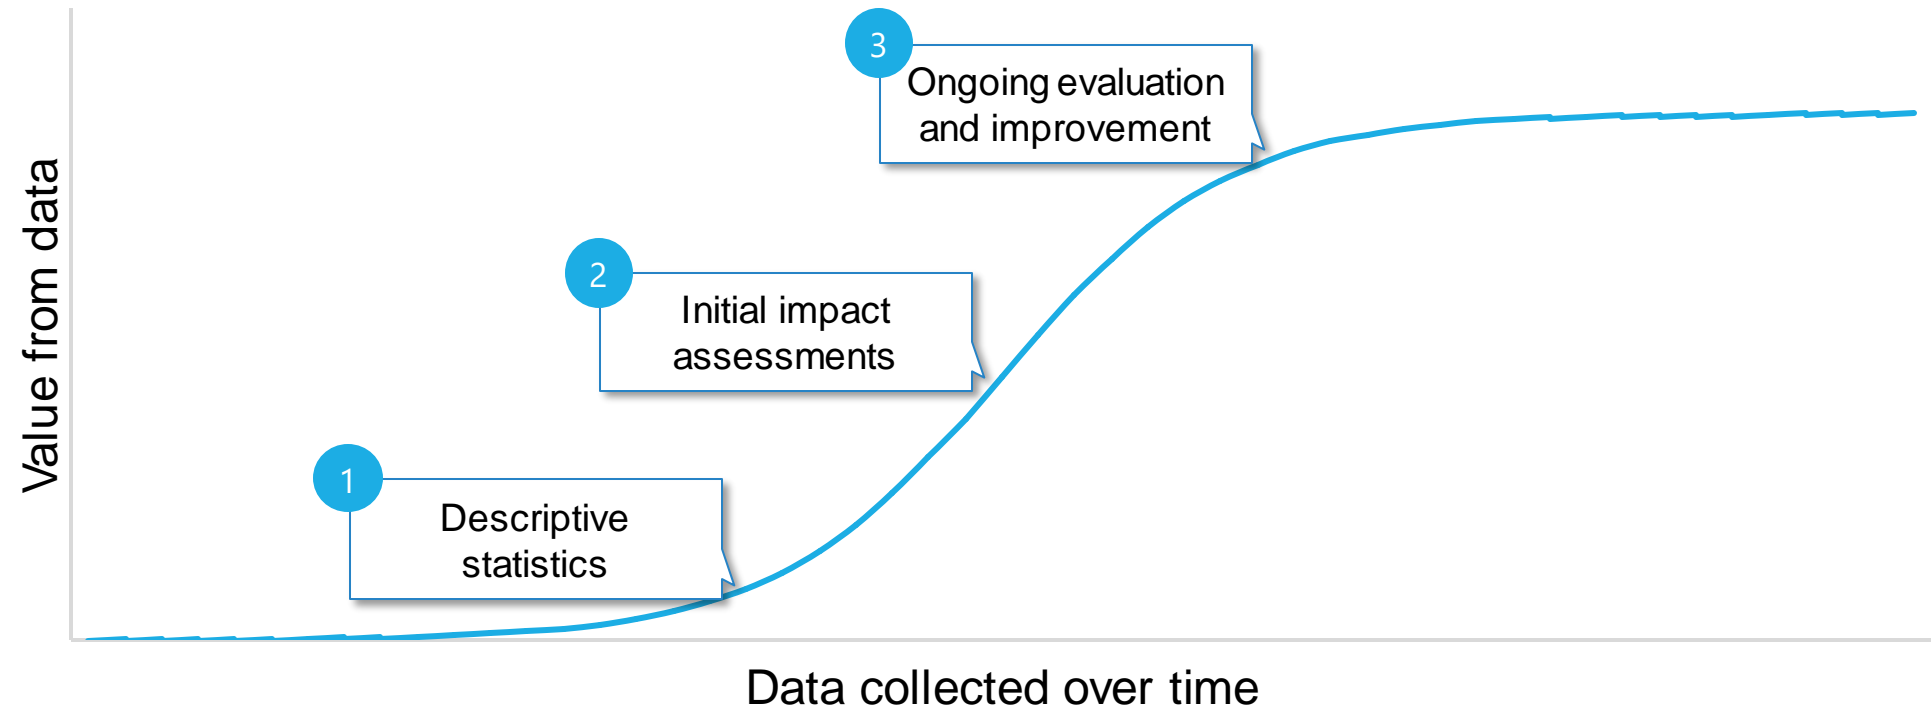 3
Ongoing evaluation
and improvement
2
Initial impact
assessments
1
Descriptive
statistics
Value from data
Data collected over time